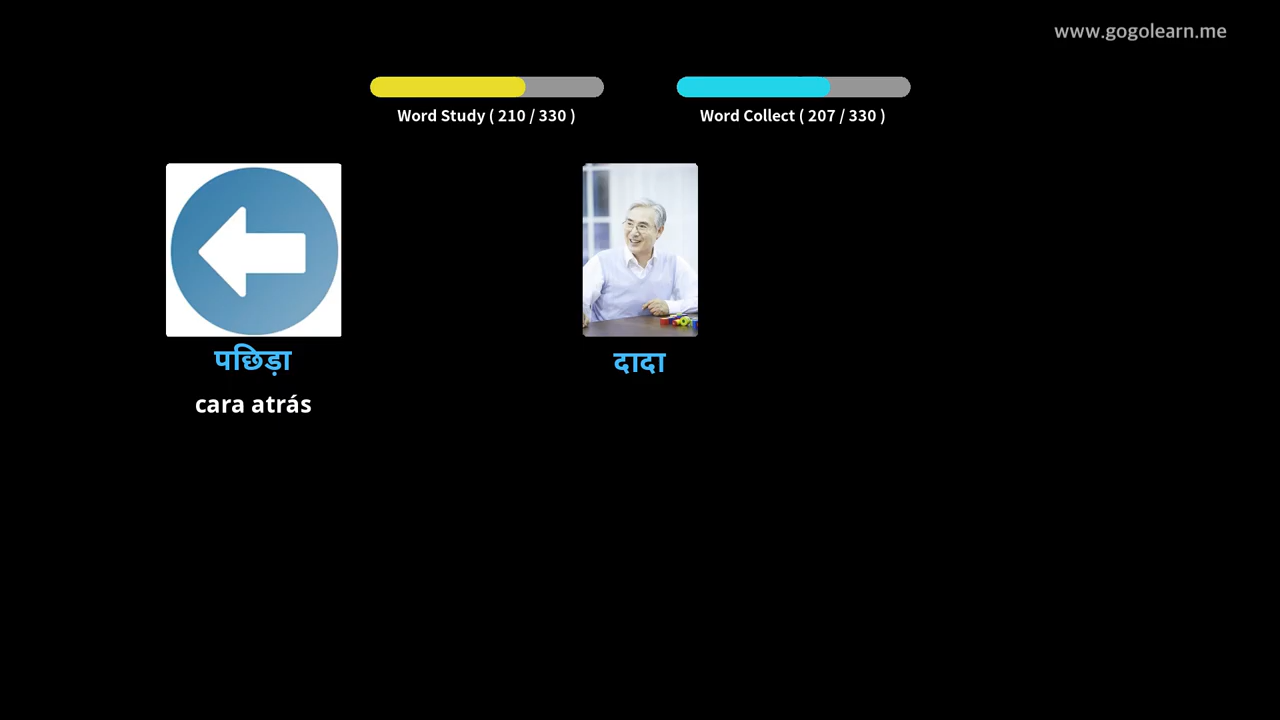 www.gogolearn.me
Word Study ( 210 / 330 )
Word Collect ( 207 / 330 )
पछिड़ा
दादा
cara atrás